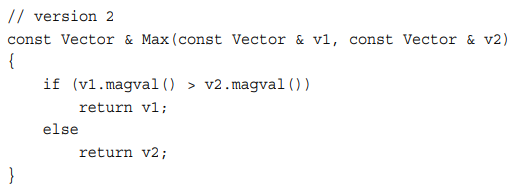 // version 2
const Vector & Max(const Vector & v1, const Vector & v2)
{
    if (v1.magval() > v2.magval())
        return v1;
    else
        return v2;
}